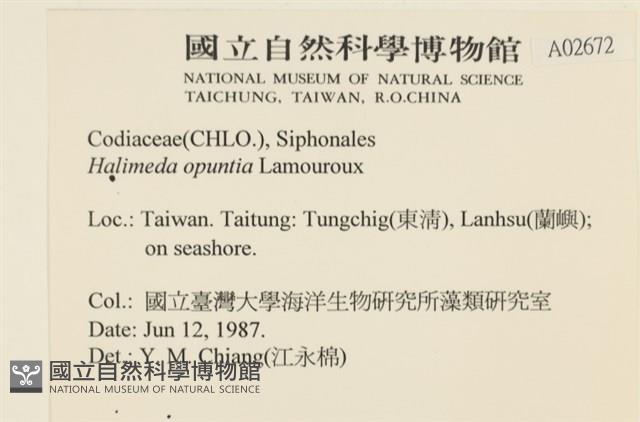 國立自然科學博物館
A02672
NATIONAL MUSEUM OF NATURAL SCIENCE
TAICHUNG, TAIWAN, R.O.CHINA
Codiaceae(CHLO.), Siphonales
Halimeda opuntia Lamouroux
Loc.: Taiwan. Taitung: Tungchig(東淸), Lanhsu(蘭嶼);
on seashore.
Col.: 國立臺灣大學海洋生物硏究所藻類硏究室
Date: Jun 12, 1987.
Det.: Y. M. Chiang(江永棉)
國立自然科學博物館
NATIONAL MUSEUM OF NATURAL SCIENCE